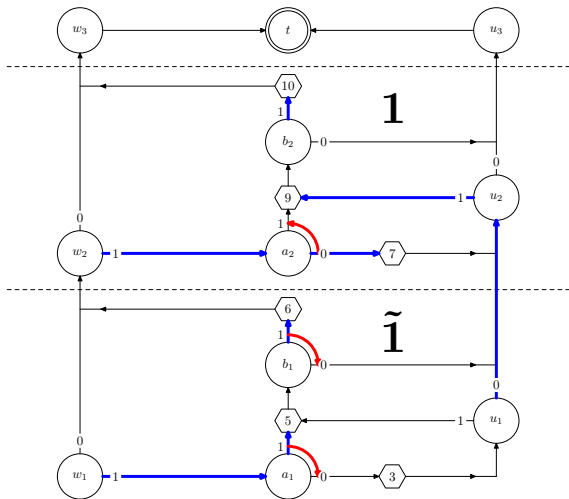 w₃ t u₃
10
1 1
b₂ 0
0
9 1 u₂
0 1
w₂ 1 a₂ 0 7
6 1̃
1
b₁ 0
0
5 1 u₁
0 1
w₁ 1 a₁ 0 3